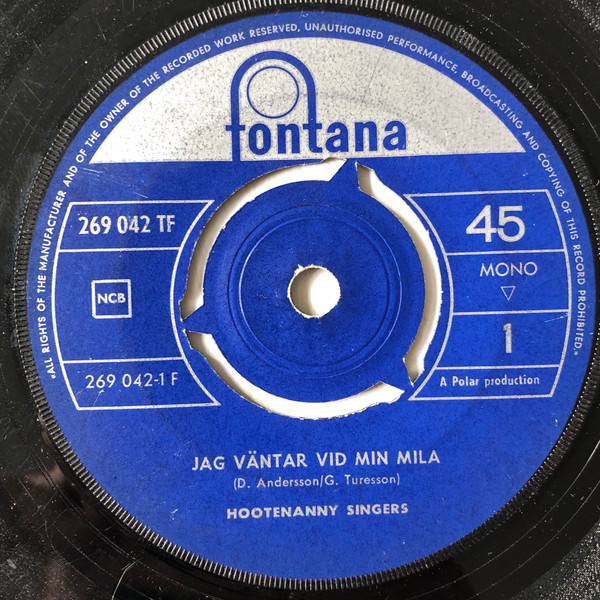 "ALL RIGHTS OF THE MANUFACTURER AND OF THE OWNER OF THE RECORDED WORK RESERVED, UNAUTHORISED PERFORMANCE, BROADCASTING AND COPYING OF THIS RECORD PROHIBITED."
fontana
269 042 TF
45
MONO
NCB
1
269 042-1 F
A Polar production
JAG VÄNTAR VID MIN MILA
(D. Andersson/G. Turesson)
HOOTENANNY SINGERS